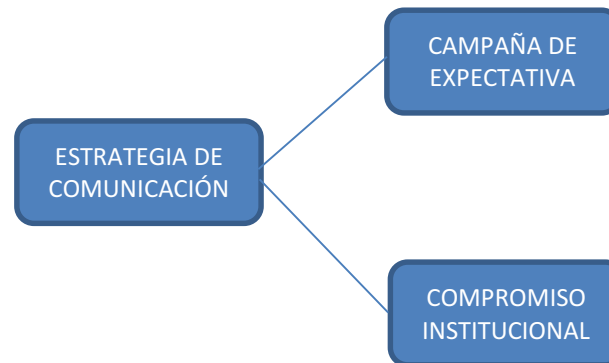 CAMPAÑA DE
EXPECTATIVA
ESTRATEGIA DE
COMUNICACIÓN
COMPROMISO
INSTITUCIONAL